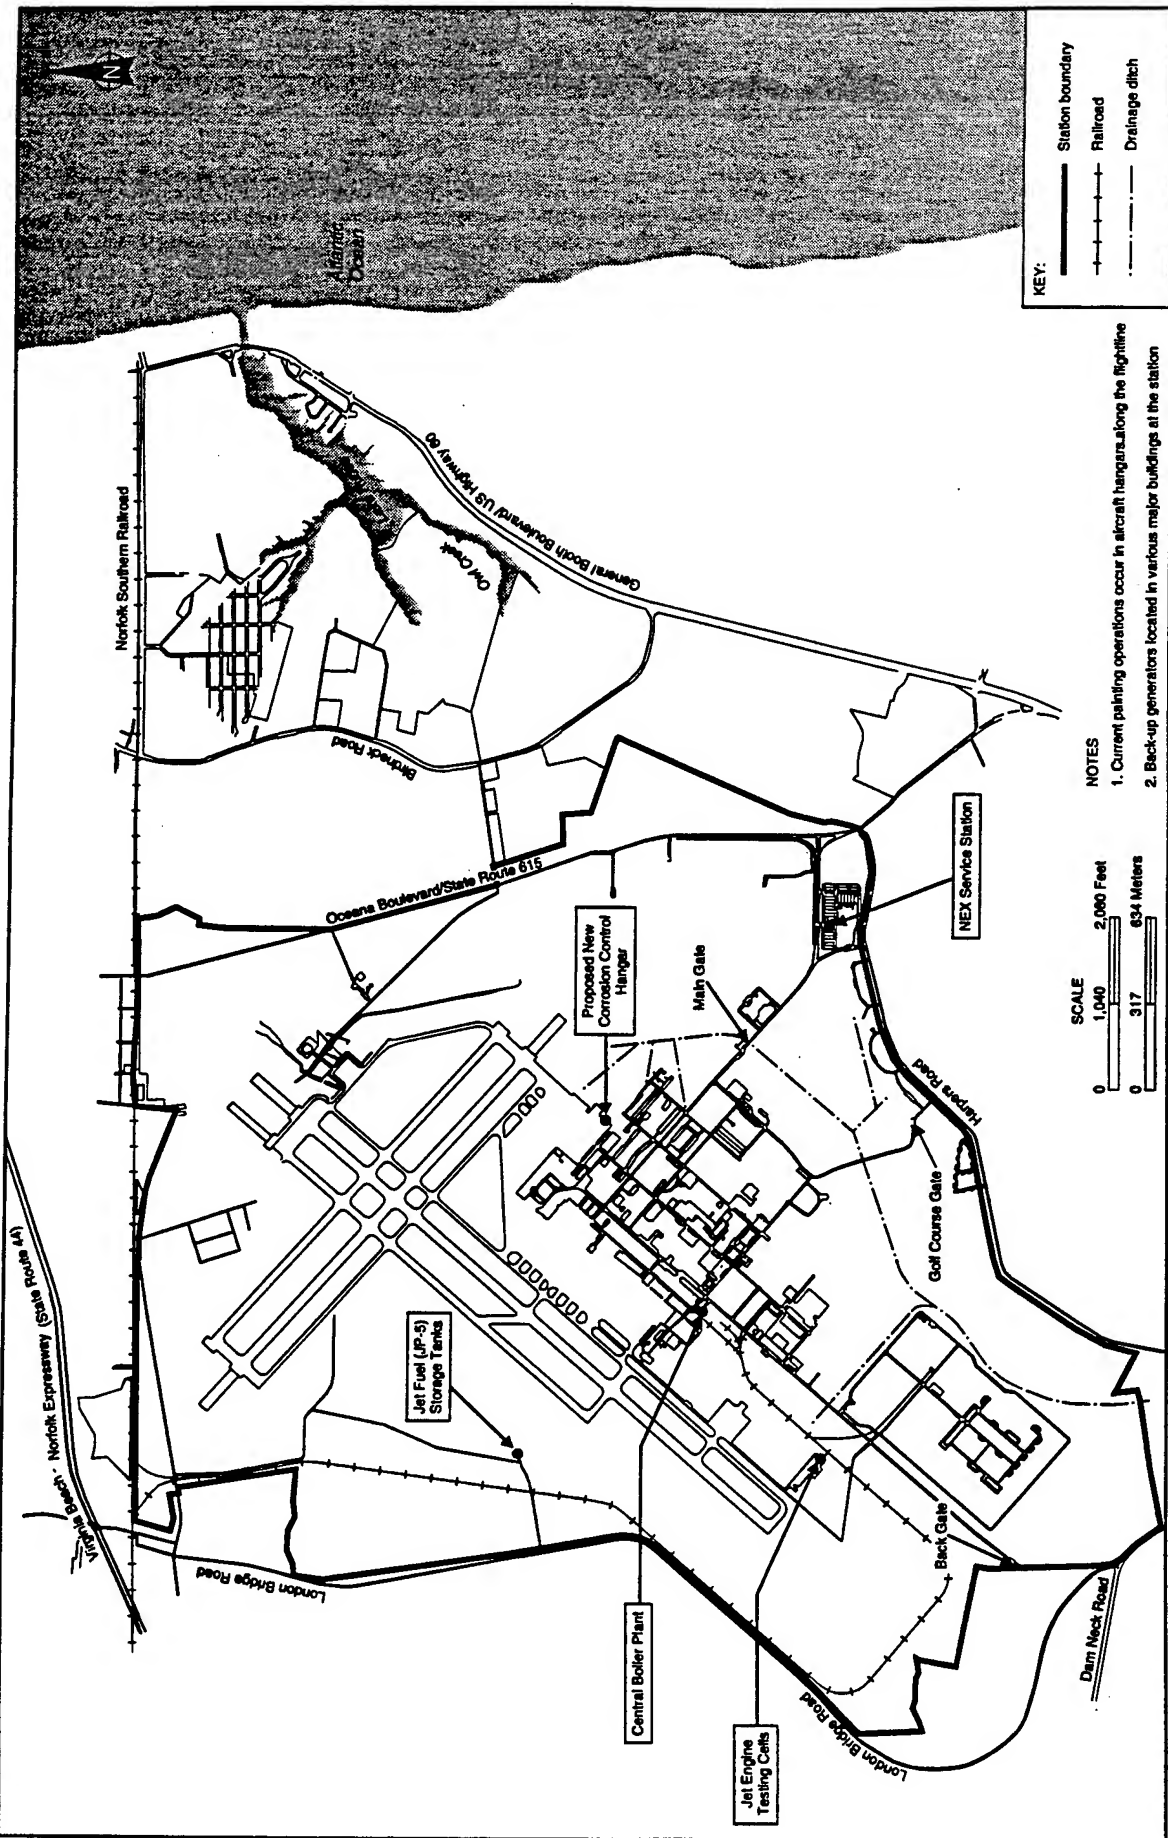 N
Atlantic
Ocean
Virginia Beach - Norfolk Expressway (State Route 44)
Norfolk Southern Railroad
London Bridge Road
Oceana Boulevard/State Route 615
Birdneck Road
Owl Creek
General Booth Boulevard/ US Highway 60
Jet Fuel (JP-5)
Storage Tanks
Proposed New
Corrosion Control
Hangar
Main Gate
Central Boiler Plant
Jet Engine
Testing Cells
London Bridge Road
Back Gate
Dam Neck Road
Golf Course Gate
Harpers Road
NEX Service Station
SCALE
0 1,040 2,080 Feet
0 317 634 Meters
NOTES
1. Current painting operations occur in aircraft hangars along the flightline
2. Back-up generators located in various major buildings at the station
KEY:
Station boundary
Railroad
Drainage ditch